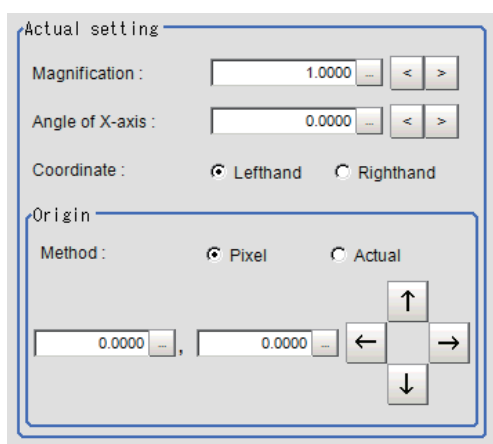 Actual setting
Magnification : 1.0000 ... < >
Angle of X-axis : 0.0000 ... < >
Coordinate : Lefthand Righthand
Origin
Method : Pixel Actual
↑
0.0000 ... , 0.0000 ... ← →
↓